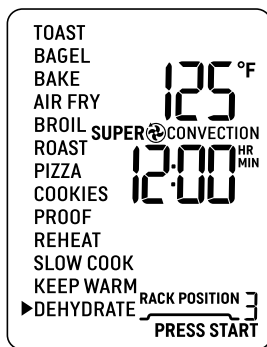 TOAST
BAGEL
BAKE
125 °F
AIR FRY
BROIL
SUPER CONVECTION
ROAST
12:00 HR MIN
PIZZA
COOKIES
PROOF
REHEAT
SLOW COOK
KEEP WARM
RACK POSITION 3
▶DEHYDRATE
PRESS START